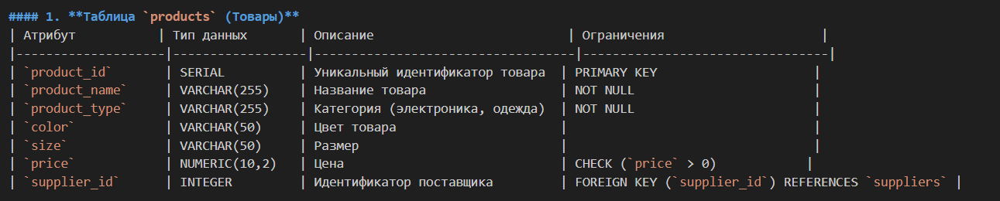 #### 1. **Таблица `products` (Товары)**
| Атрибут           | Тип данных       | Описание                          | Ограничения                     |
|--------------------|------------------|-----------------------------------|---------------------------------|
| `product_id`      | SERIAL          | Уникальный идентификатор товара  | PRIMARY KEY                     |
| `product_name`    | VARCHAR(255)    | Название товара                  | NOT NULL                        |
| `product_type`    | VARCHAR(255)    | Категория (электроника, одежда)  | NOT NULL                        |
| `color`           | VARCHAR(50)     | Цвет товара                      |                                 |
| `size`            | VARCHAR(50)     | Размер                           |                                 |
| `price`           | NUMERIC(10,2)   | Цена                             | CHECK (`price` > 0)            |
| `supplier_id`     | INTEGER         | Идентификатор поставщика         | FOREIGN KEY (`supplier_id`) REFERENCES `suppliers` |